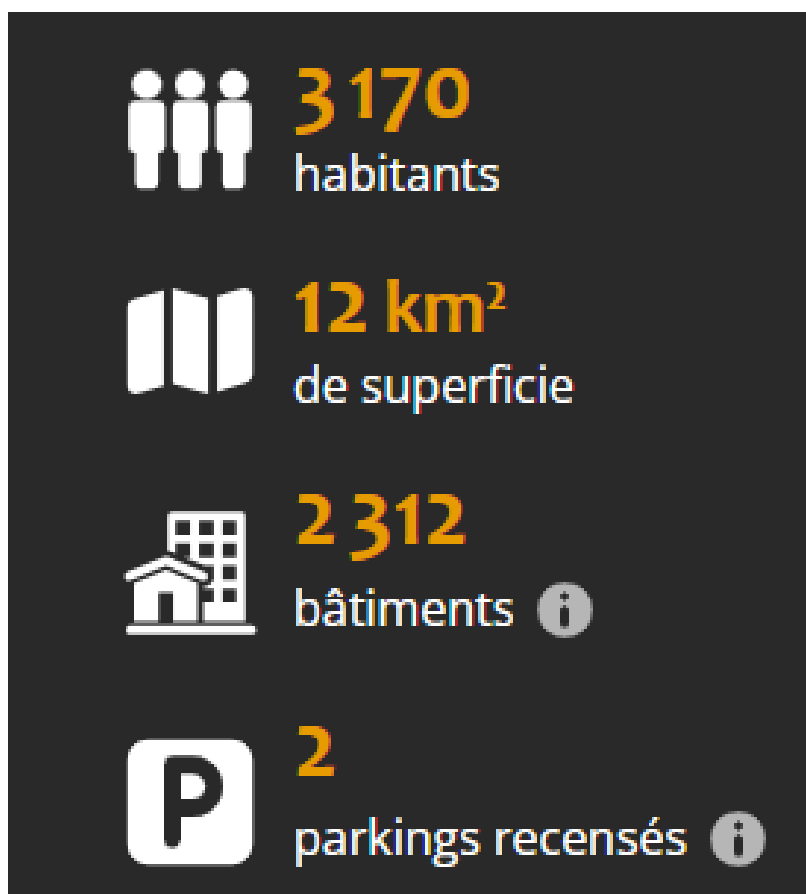 3 170
habitants
12 km²
de superficie
2 312
bâtiments
2
P
parkings recensés